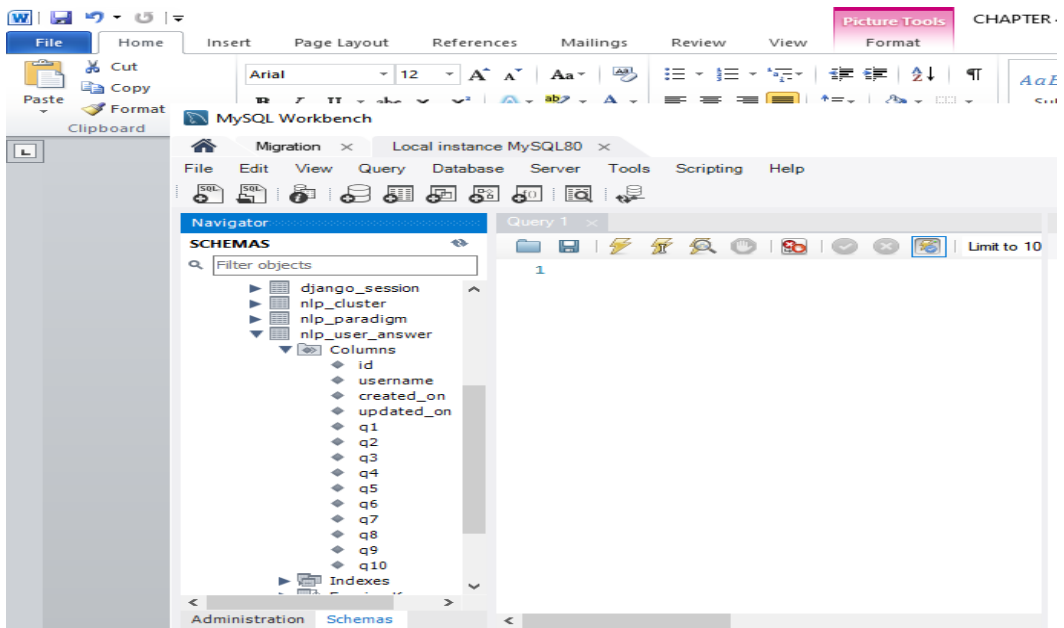 Picture Tools CHAPTER
File Home Insert Page Layout References Mailings Review View Format
Cut
Copy
Paste
Format
Clipboard
Arial 12 A A Aa
MySQL Workbench
L
Migration × Local instance MySQL80 ×
File Edit View Query Database Server Tools Scripting Help
Navigator Query 1 ×
SCHEMAS
Limit to 10
Filter objects
1
django_session
nlp_cluster
nlp_paradigm
nlp_user_answer
Columns
id
username
created_on
updated_on
q1
q2
q3
q4
q5
q6
q7
q8
q9
q10
Indexes
Administration Schemas